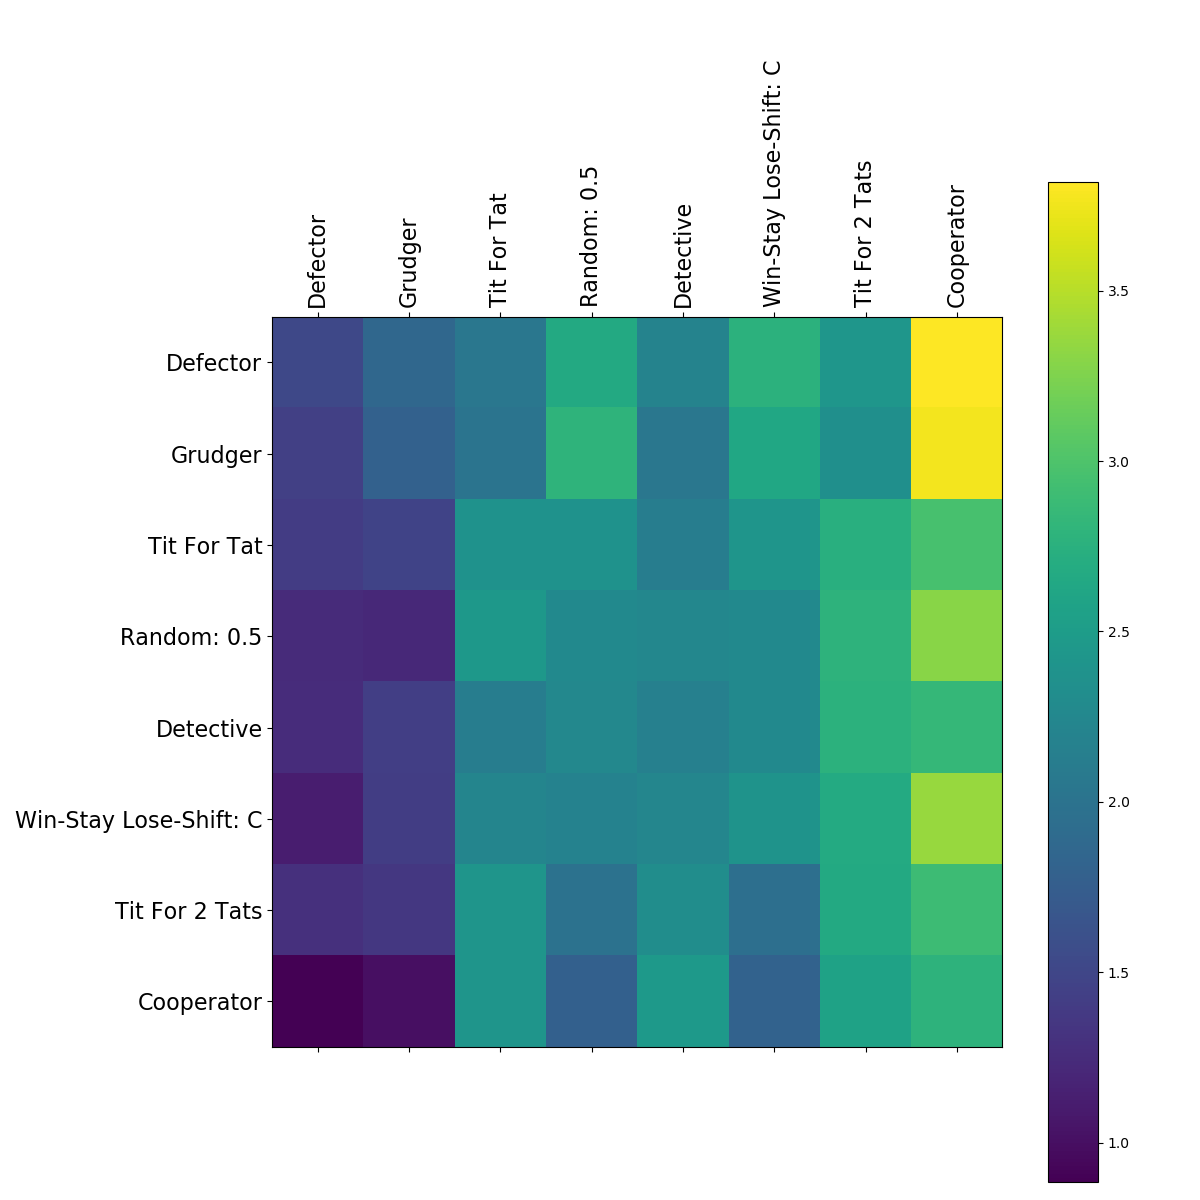 Defector
Grudger
Tit For Tat
Random: 0.5
Detective
Win-Stay Lose-Shift: C
Tit For 2 Tats
Cooperator
Defector
Grudger
Tit For Tat
Random: 0.5
Detective
Win-Stay Lose-Shift: C
Tit For 2 Tats
Cooperator
3.5
3.0
2.5
2.0
1.5
1.0